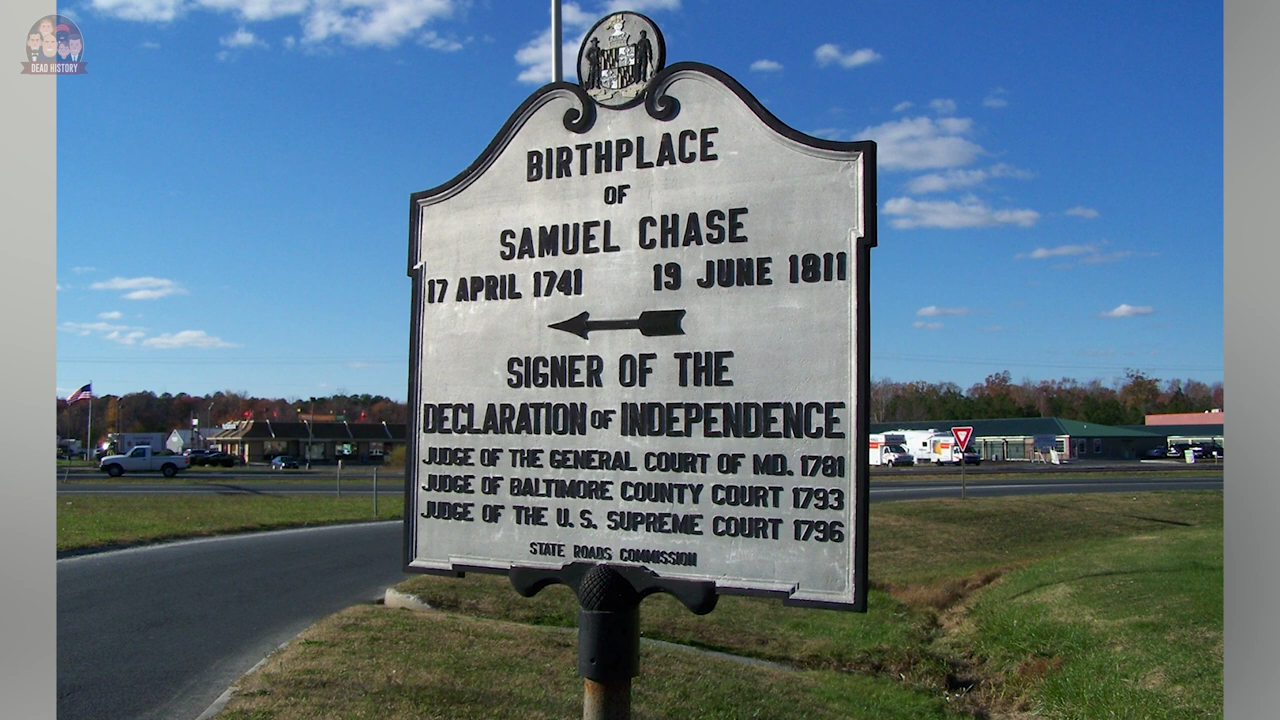 DEAD HISTORY
BIRTHPLACE
OF
SAMUEL CHASE
17 APRIL 1741 19 JUNE 1811
SIGNER OF THE
DECLARATION OF INDEPENDENCE
JUDGE OF THE GENERAL COURT OF MD. 1781
JUDGE OF BALTIMORE COUNTY COURT 1793
JUDGE OF THE U. S. SUPREME COURT 1796
STATE ROADS COMMISSION